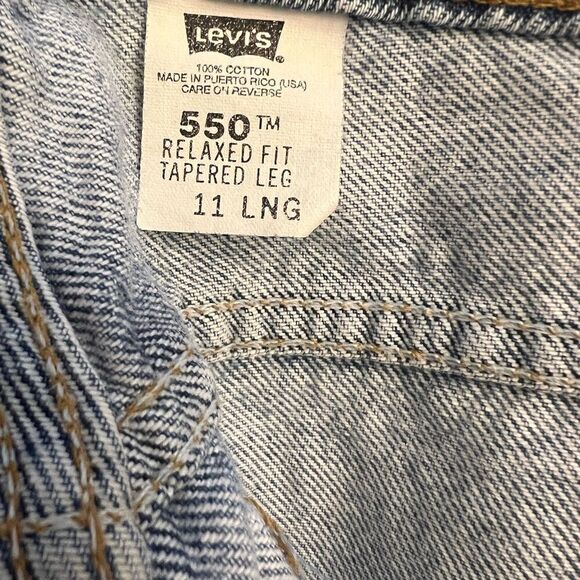 Levi's
100% COTTON
MADE IN PUERTO RICO (USA)
CARE ON REVERSE
550™
RELAXED FIT
TAPERED LEG
11 LNG